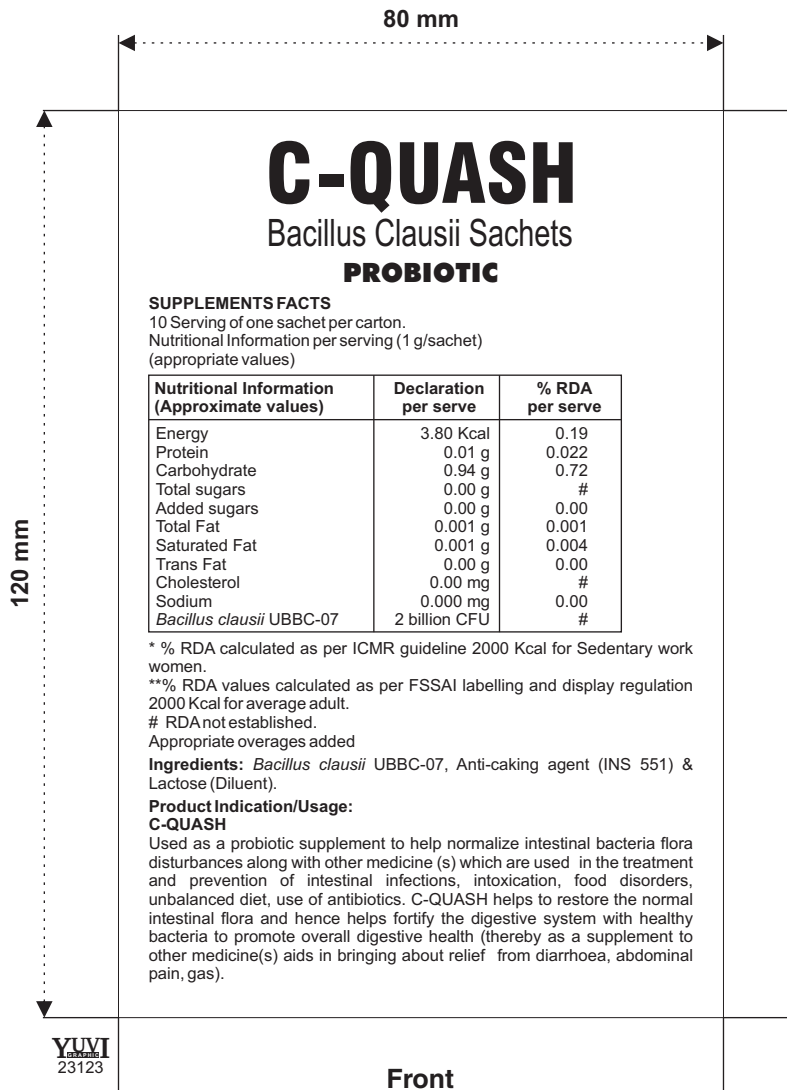 80 mm
120 mm
C-QUASH
Bacillus Clausii Sachets
PROBIOTIC
SUPPLEMENTS FACTS
10 Serving of one sachet per carton.
Nutritional Information per serving (1 g/sachet)
(appropriate values)
Nutritional Information Declaration % RDA
(Approximate values) per serve per serve
Energy 3.80 Kcal 0.19
Protein 0.01 g 0.022
Carbohydrate 0.94 g 0.72
Total sugars 0.00 g #
Added sugars 0.00 g 0.00
Total Fat 0.001 g 0.001
Saturated Fat 0.001 g 0.004
Trans Fat 0.00 g 0.00
Cholesterol 0.00 mg #
Sodium 0.000 mg 0.00
Bacillus clausii UBBC-07 2 billion CFU #
* % RDA calculated as per ICMR guideline 2000 Kcal for Sedentary work
women.
**% RDA values calculated as per FSSAI labelling and display regulation
2000 Kcal for average adult.
# RDA not established.
Appropriate overages added
Ingredients: Bacillus clausii UBBC-07, Anti-caking agent (INS 551) &
Lactose (Diluent).
Product Indication/Usage:
C-QUASH
Used as a probiotic supplement to help normalize intestinal bacteria flora
disturbances along with other medicine (s) which are used in the treatment
and prevention of intestinal infections, intoxication, food disorders,
unbalanced diet, use of antibiotics. C-QUASH helps to restore the normal
intestinal flora and hence helps fortify the digestive system with healthy
bacteria to promote overall digestive health (thereby as a supplement to
other medicine(s) aids in bringing about relief from diarrhoea, abdominal
pain, gas).
YUVI
GRAPHIC
23123
Front